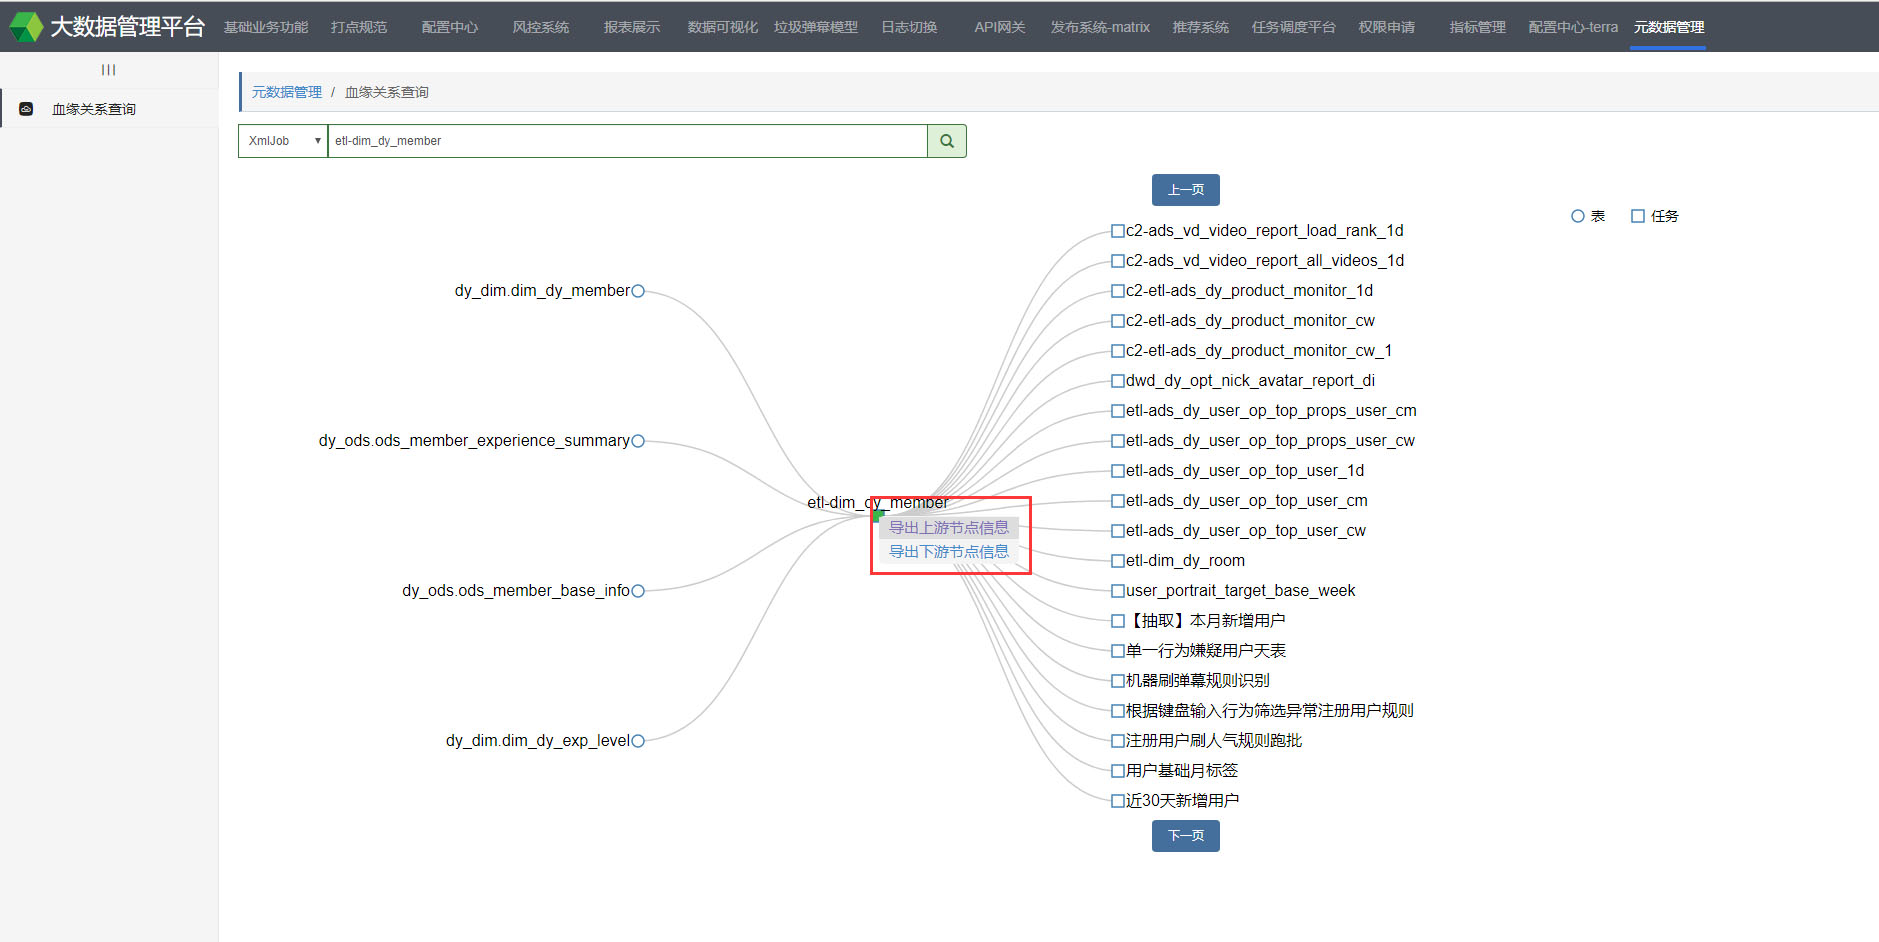 大数据管理平台
基础业务功能 打点规范 配置中心 风控系统 报表展示 数据可视化 垃圾弹幕模型 日志切换 API网关 发布系统-matrix 推荐系统 任务调度平台 权限申请 指标管理 配置中心-terra 元数据管理
血缘关系查询
元数据管理 / 血缘关系查询
XmlJob
etl-dim_dy_member
上一页
表 任务
dy_dim.dim_dy_member
dy_ods.ods_member_experience_summary
dy_ods.ods_member_base_info
dy_dim.dim_dy_exp_level
etl-dim_dy_member
导出上游节点信息
导出下游节点信息
c2-ads_vd_video_report_load_rank_1d
c2-ads_vd_video_report_all_videos_1d
c2-etl-ads_dy_product_monitor_1d
c2-etl-ads_dy_product_monitor_cw
c2-etl-ads_dy_product_monitor_cw_1
dwd_dy_opt_nick_avatar_report_di
etl-ads_dy_user_op_top_props_user_cm
etl-ads_dy_user_op_top_props_user_cw
etl-ads_dy_user_op_top_user_1d
etl-ads_dy_user_op_top_user_cm
etl-ads_dy_user_op_top_user_cw
etl-dim_dy_room
user_portrait_target_base_week
【抽取】本月新增用户
单一行为嫌疑用户天表
机器刷弹幕规则识别
根据键盘输入行为筛选异常注册用户规则
注册用户刷人气规则跑批
用户基础月标签
近30天新增用户
下一页